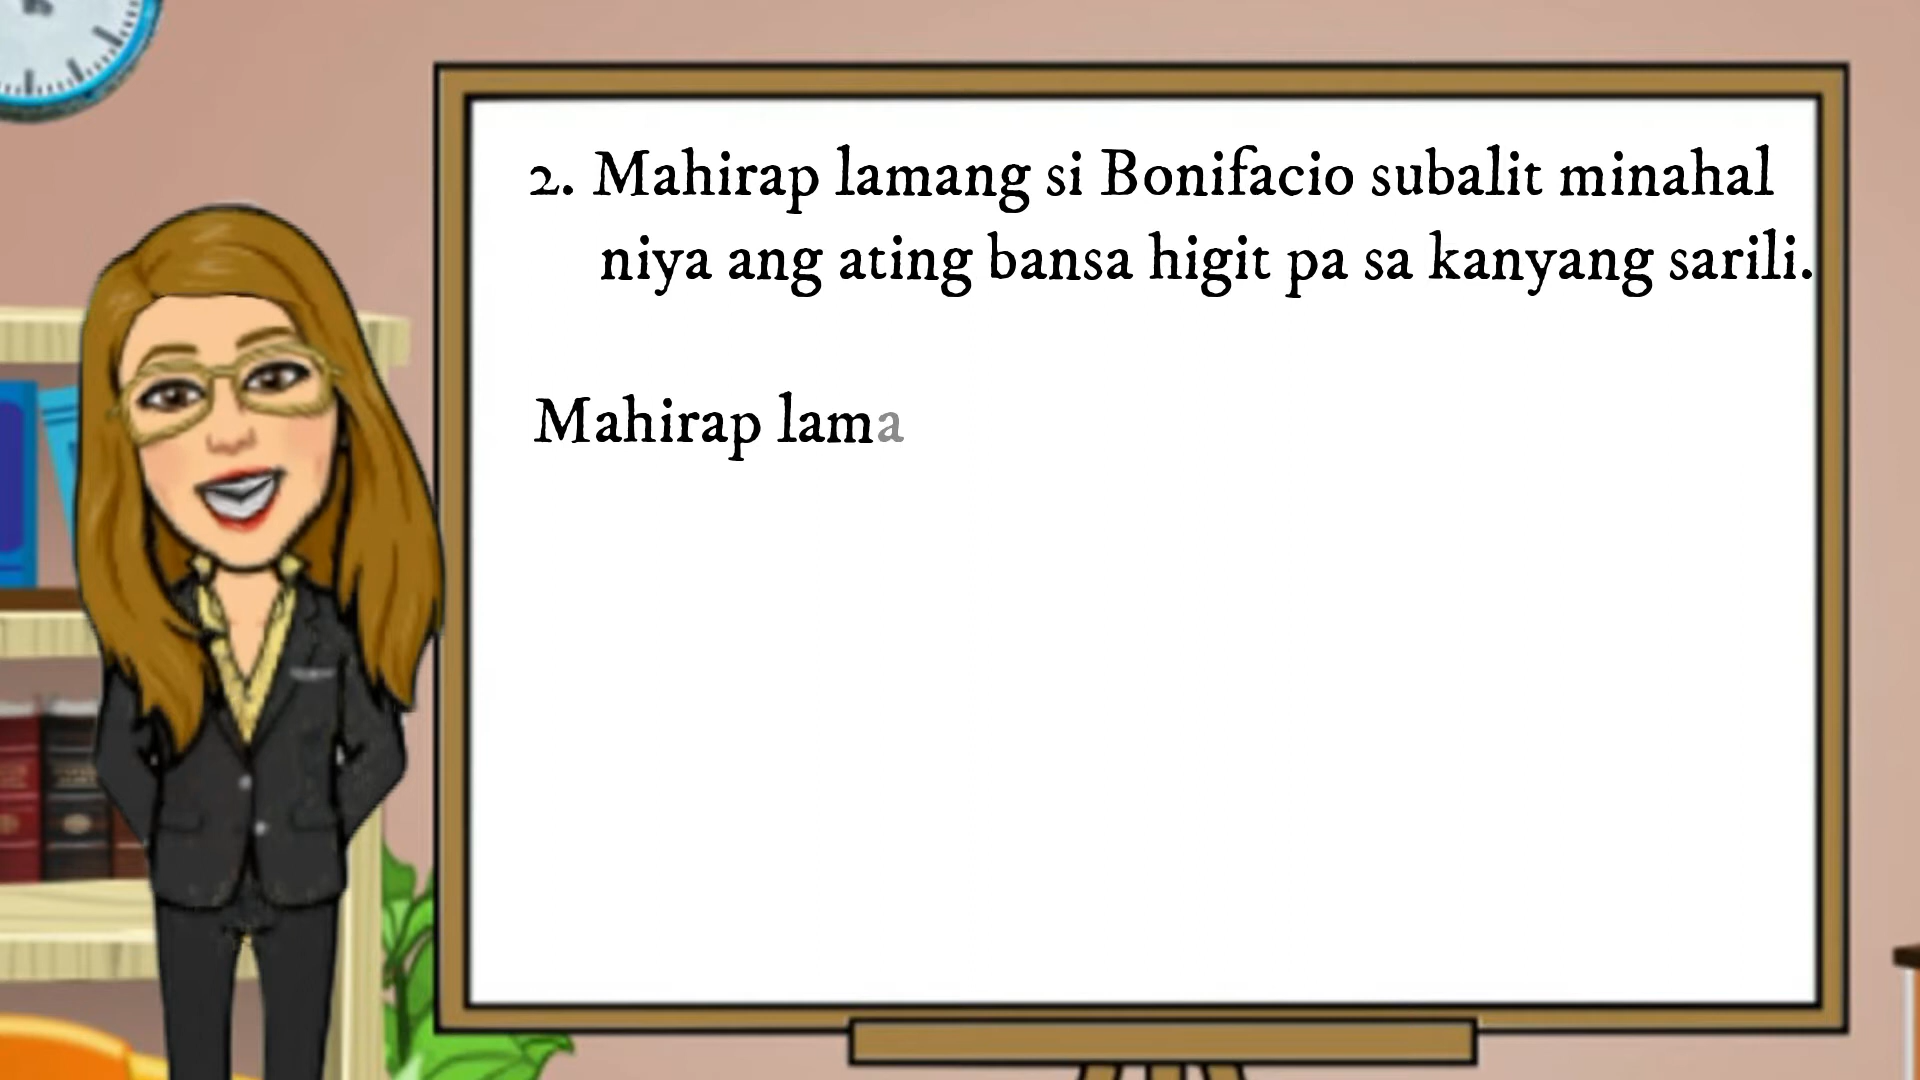 2. Mahirap lamang si Bonifacio subalit minahal
niya ang ating bansa higit pa sa kanyang sarili.
Mahirap lama